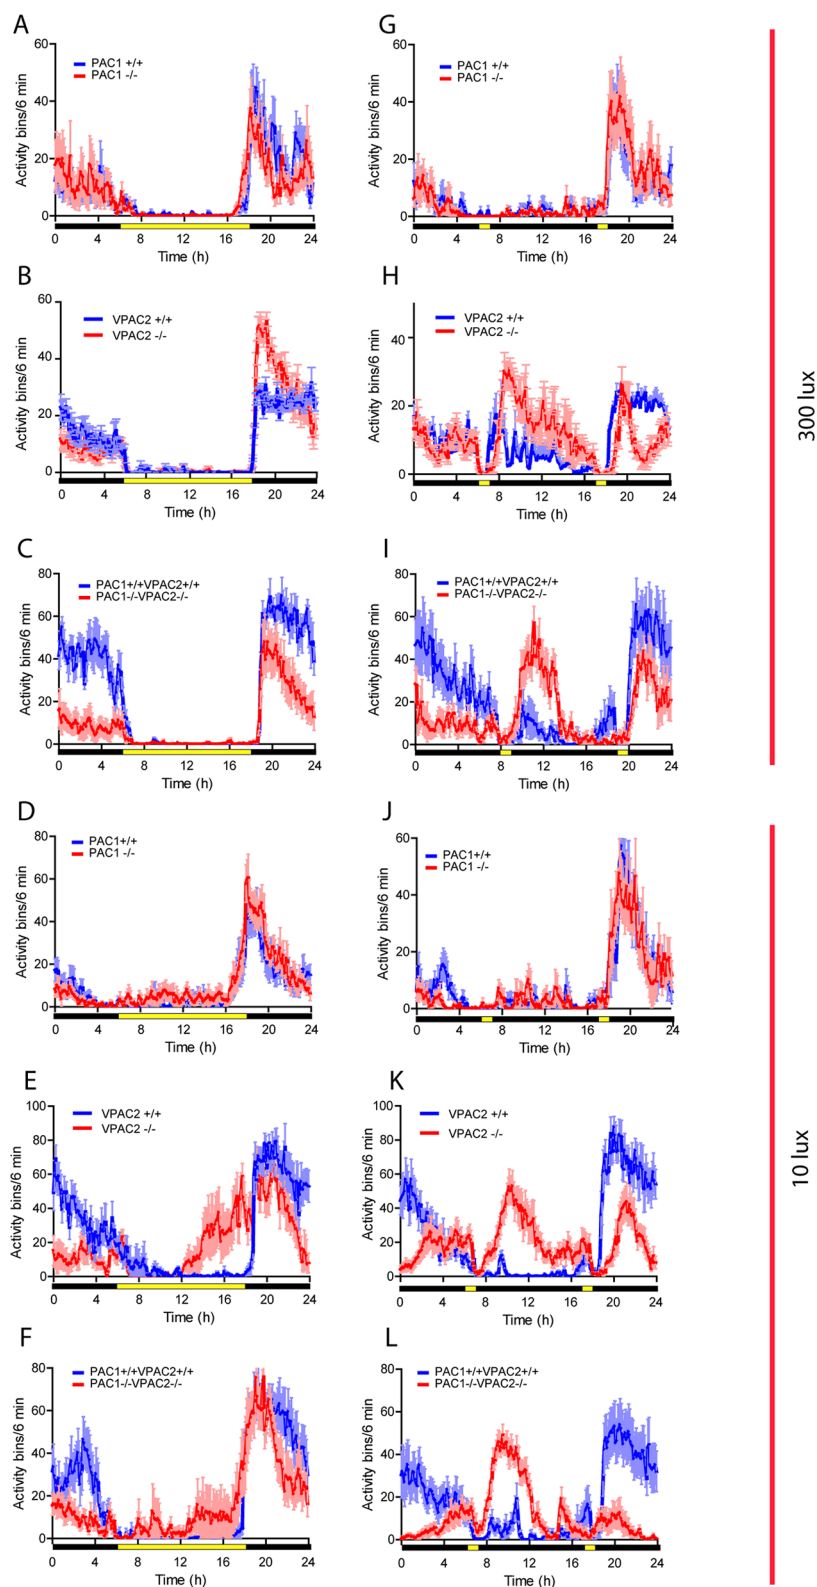 A
Activity bins/6 min
60
40
20
0
PAC1 +/+
PAC1 -/-
0 4 8 12 16 20 24
Time (h)
G
Activity bins/6 min
60
40
20
0
PAC1 +/+
PAC1 -/-
0 4 8 12 16 20 24
Time (h)
B
Activity bins/6 min
60
40
20
0
VPAC2 +/+
VPAC2 -/-
0 4 8 12 16 20 24
Time (h)
H
Activity bins/6 min
40
20
0
VPAC2 +/+
VPAC2 -/-
0 4 8 12 16 20 24
Time (h)
300 lux
C
Activity bins/6 min
80
60
40
20
0
PAC1+/+VPAC2+/+
PAC1-/-VPAC2-/-
0 4 8 12 16 20 24
Time (h)
I
Activity bins/6 min
80
60
40
20
0
PAC1+/+VPAC2+/+
PAC1-/-VPAC2-/-
0 4 8 12 16 20 24
Time (h)
D
Activity bins/6 min
80
60
40
20
0
PAC1+/+
PAC1 -/-
0 4 8 12 16 20 24
Time (h)
J
Activity bins/6 min
60
40
20
0
PAC1+/+
PAC1 -/-
0 4 8 12 16 20 24
Time (h)
E
Activity bins/6 min
100
80
60
40
20
0
VPAC2 +/+
VPAC2 -/-
0 4 8 12 16 20 24
Time (h)
K
Activity bins/6 min
100
80
60
40
20
0
VPAC2 +/+
VPAC2 -/-
0 4 8 12 16 20 24
Time (h)
10 lux
F
Activity bins/6 min
80
60
40
20
0
PAC1+/+VPAC2+/+
PAC1-/-VPAC2-/-
0 4 8 12 16 20 24
Time (h)
L
Activity bins/6 min
80
60
40
20
0
PAC1+/+VPAC2+/+
PAC1-/-VPAC2-/-
0 4 8 12 16 20 24
Time (h)